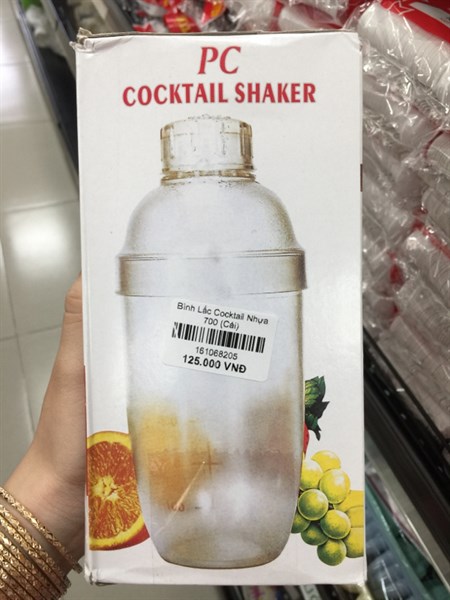 PC
COCKTAIL SHAKER
Bình Lắc Cocktail Nhựa
700 (Cái)
161068205
125.000 VNĐ